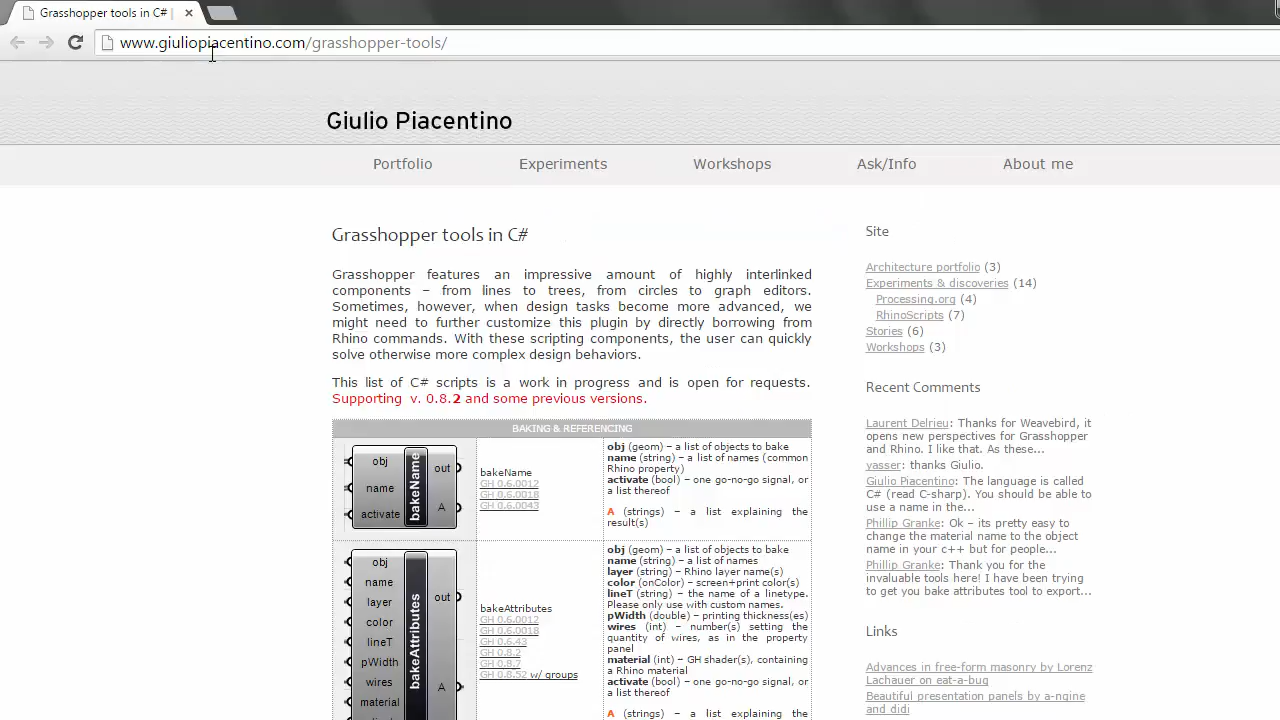 Grasshopper tools in C# |
www.giuliopiacentino.com/grasshopper-tools/
Giulio Piacentino
Portfolio Experiments Workshops Ask/Info About me
Grasshopper tools in C#
Grasshopper features an impressive amount of highly interlinked
components – from lines to trees, from circles to graph editors.
Sometimes, however, when design tasks become more advanced, we
might need to further customize this plugin by directly borrowing from
Rhino commands. With these scripting components, the user can quickly
solve otherwise more complex design behaviors.
This list of C# scripts is a work in progress and is open for requests.
Supporting v. 0.8.2 and some previous versions.
BAKING & REFERENCING
obj
name
activate
bakeName
out
A
bakeName
GH 0.6.0012
GH 0.6.0018
GH 0.6.0043
obj (geom) – a list of objects to bake
name (string) – a list of names (common
Rhino property)
activate (bool) – one go-no-go signal, or
a list thereof
A (strings) – a list explaining the
result(s)
obj
name
layer
color
lineT
pWidth
wires
material
bakeAttributes
out
A
bakeAttributes
GH 0.6.0012
GH 0.6.0018
GH 0.6.43
GH 0.8.2
GH 0.8.7
GH 0.8.52 w/ groups
obj (geom) – a list of objects to bake
name (string) – a list of names
layer (string) – Rhino layer name(s)
color (onColor) – screen+print color(s)
lineT (string) – the name of a linetype.
Please only use with custom names.
pWidth (double) – printing thickness(es)
wires (int) – number(s) setting the
quantity of wires, as in the property
panel
material (int) – GH shader(s), containing
a Rhino material
activate (bool) – one go-no-go signal, or
a list thereof
A (strings) – a list explaining the
Site
Architecture portfolio (3)
Experiments & discoveries (14)
Processing.org (4)
RhinoScripts (7)
Stories (6)
Workshops (3)
Recent Comments
Laurent Delrieu: Thanks for Weavebird, it
opens new perspectives for Grasshopper
and Rhino. I like that. As these...
yasser: thanks Giulio.
Giulio Piacentino: The language is called
C# (read C-sharp). You should be able to
use a name in the...
Phillip Granke: Ok – its pretty easy to
change the material name to the object
name in your c++ but for people...
Phillip Granke: Thank you for the
invaluable tools here! I have been trying
to get you bake attributes tool to export...
Links
Advances in free-form masonry by Lorenz
Lachauer on eat-a-bug
Beautiful presentation panels by a-ngine
and didi